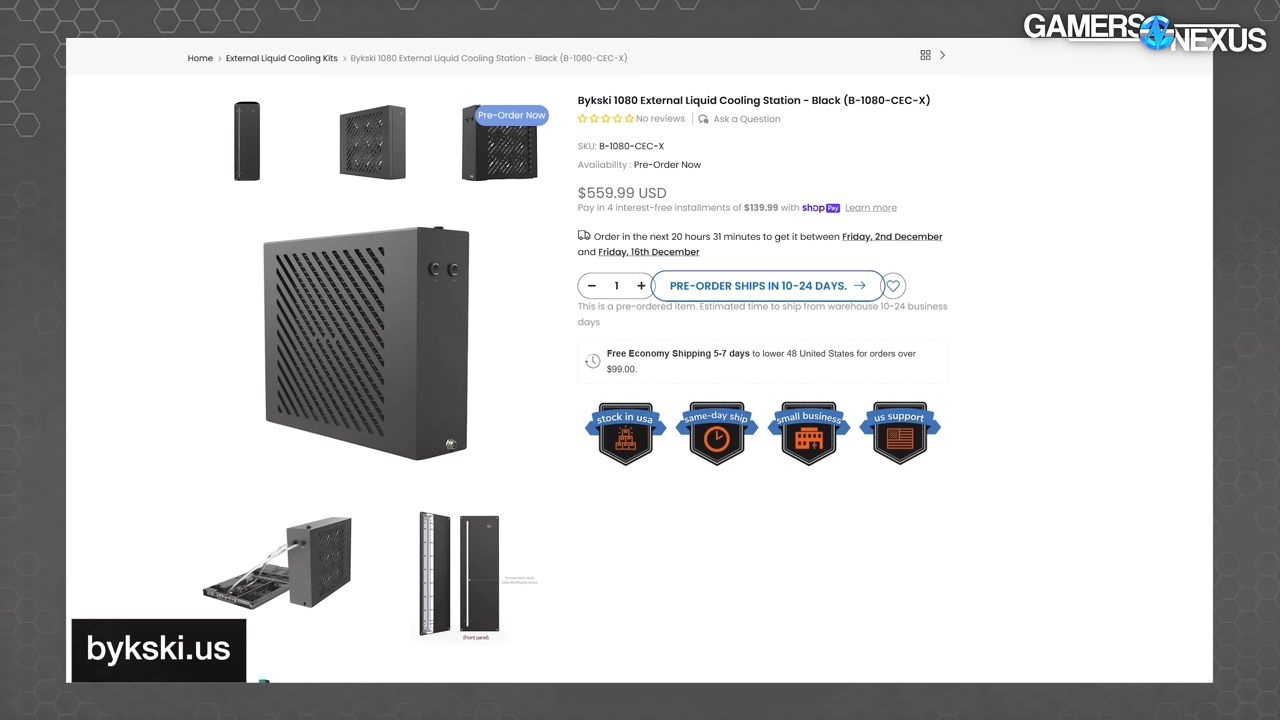 GAMERS NEXUS
Home > External Liquid Cooling Kits > Bykski 1080 External Liquid Cooling Station - Black (B-1080-CEC-X)
Pre-Order Now
Bykski 1080 External Liquid Cooling Station - Black (B-1080-CEC-X)
No reviews Ask a Question
SKU: B-1080-CEC-X
Availability : Pre-Order Now
$559.99 USD
Pay in 4 interest-free installments of $139.99 with shop Pay Learn more
Order in the next 20 hours 31 minutes to get it between Friday, 2nd December
and Friday, 16th December
− 1 + PRE-ORDER SHIPS IN 10-24 DAYS. →
This is a pre-ordered item. Estimated time to ship from warehouse 10-24 business
days
Free Economy Shipping 5-7 days to lower 48 United States for orders over
$99.00.
stock in usa same-day ship small business us support
(Front panel)
bykski.us